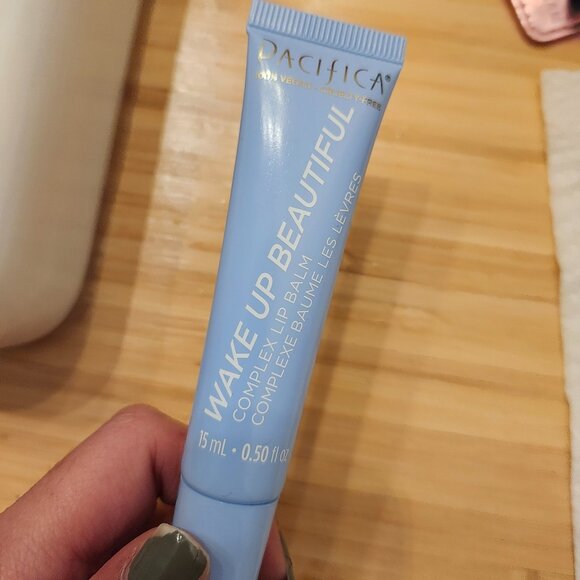 PACIFICA®
100% VEGAN • CRUELTY-FREE
WAKE UP BEAUTIFUL
COMPLEX LIP BALM
COMPLEXE BAUME LES LÈVRES
15 mL • 0.50 fl oz